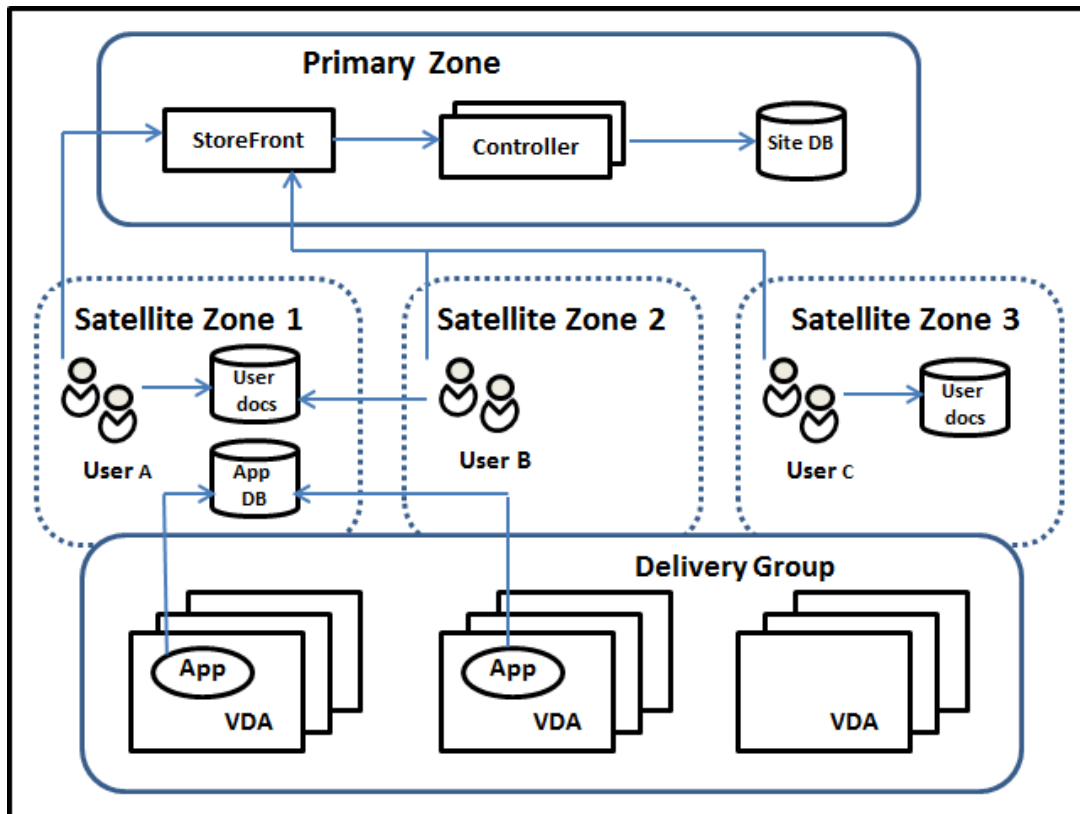 Primary Zone
StoreFront
Controller
Site DB
Satellite Zone 1
Satellite Zone 2
Satellite Zone 3
User
docs
User
docs
User A
User B
User C
App
DB
Delivery Group
App
VDA
App
VDA
VDA